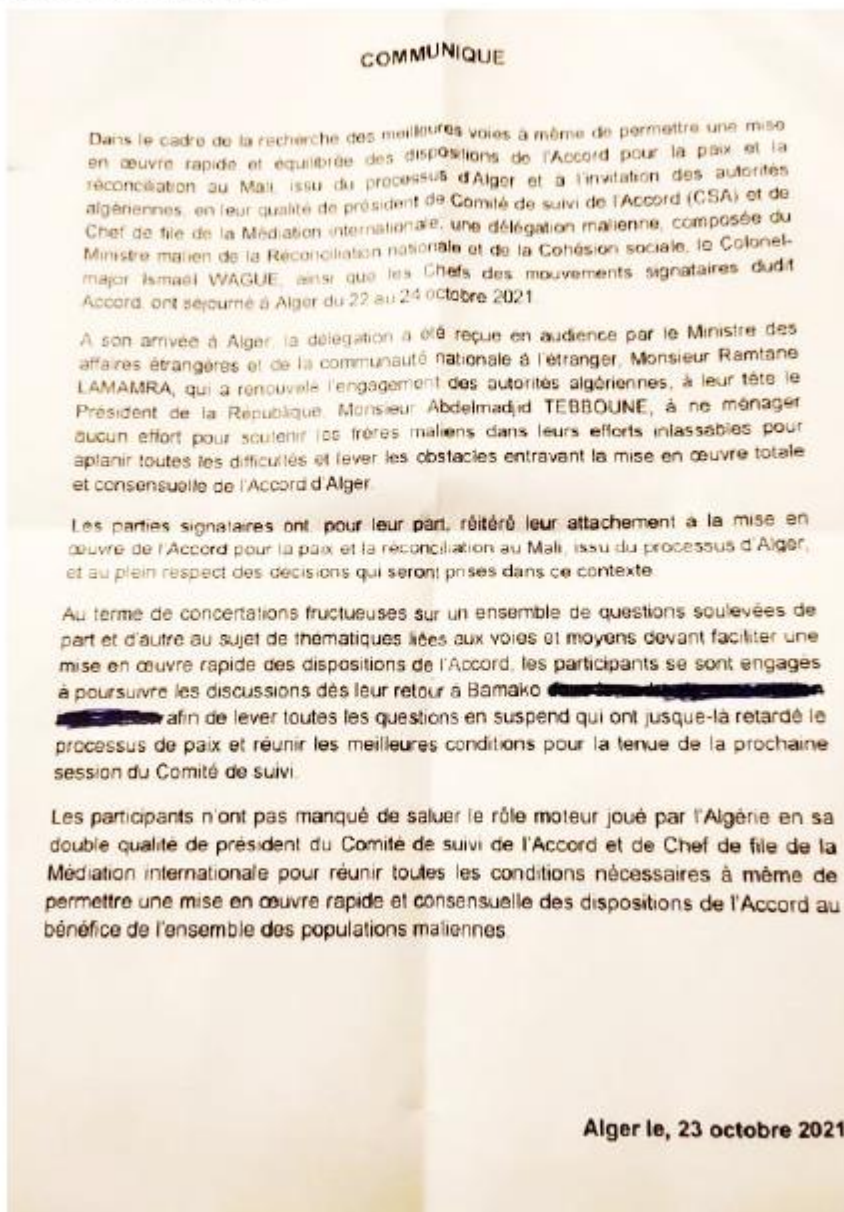 COMMUNIQUE
Dans le cadre de la recherche des meilleures voies à même de permettre une mise
en œuvre rapide et équilibrée des dispositions de l'Accord pour la paix et la
réconciliation au Mali, issu du processus d'Alger et a l'invitation des autorités
algériennes, en leur qualité de président de Comité de suivi de l'Accord (CSA) et de
Chef de file de la Médiation internationale, une délégation malienne, composée du
Ministre malien de la Réconciliation nationale et de la Cohésion sociale, le Colonel-
major Ismaël WAGUE, ainsi que les Chefs des mouvements signataires dudit
Accord, ont séjourné à Alger du 22 au 24 octobre 2021
A son arrivée à Alger, la délégation a été reçue en audience par le Ministre des
affaires étrangères et de la communauté nationale à l'étranger, Monsieur Ramtane
LAMAMRA, qui a renouvelé l'engagement des autorités algériennes, à leur tête le
Président de la République, Monsieur Abdelmadjid TEBBOUNE, à ne ménager
aucun effort pour soutenir les frères maliens dans leurs efforts inlassables pour
aplanir toutes les difficultés et lever les obstacles entravant la mise en œuvre totale
et consensuelle de l'Accord d'Alger.
Les parties signataires ont, pour leur part, réitéré leur attachement à la mise en
œuvre de l'Accord pour la paix et la réconciliation au Mali, issu du processus d'Alger,
et au plein respect des décisions qui seront prises dans ce contexte.
Au terme de concertations fructueuses sur un ensemble de questions soulevées de
part et d'autre au sujet de thématiques liées aux voies et moyens devant faciliter une
mise en œuvre rapide des dispositions de l'Accord, les participants se sont engagés
à poursuivre les discussions dès leur retour à Bamako
afin de lever toutes les questions en suspend qui ont jusque-là retardé le
processus de paix et réunir les meilleures conditions pour la tenue de la prochaine
session du Comité de suivi.
Les participants n'ont pas manqué de saluer le rôle moteur joué par l'Algérie en sa
double qualité de président du Comité de suivi de l'Accord et de Chef de file de la
Médiation internationale pour réunir toutes les conditions nécessaires à même de
permettre une mise en œuvre rapide et consensuelle des dispositions de l'Accord au
bénéfice de l'ensemble des populations maliennes.
Alger le, 23 octobre 2021